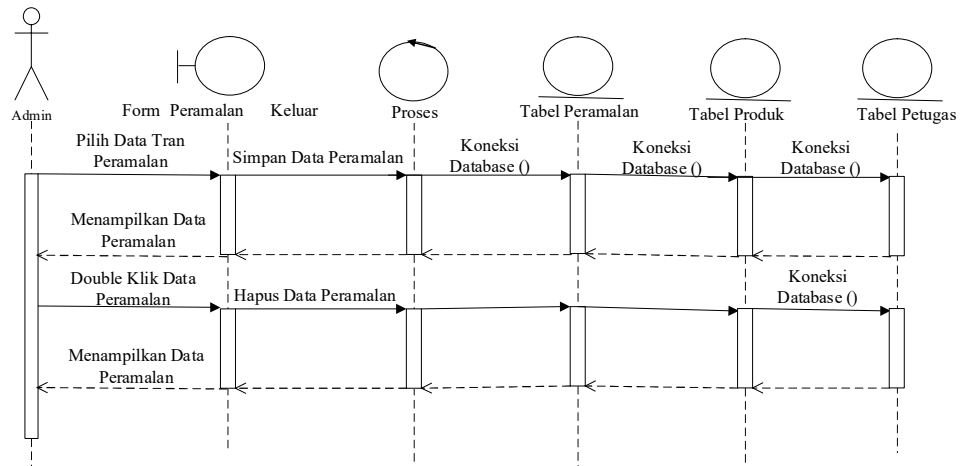 Admin
Form Peramalan Keluar
Proses
Tabel Peramalan
Tabel Produk
Tabel Petugas
Pilih Data Tran
Peramalan
Simpan Data Peramalan
Koneksi
Database ()
Koneksi
Database ()
Koneksi
Database ()
Menampilkan Data
Peramalan
Double Klik Data
Peramalan
Hapus Data Peramalan
Koneksi
Database ()
Menampilkan Data
Peramalan